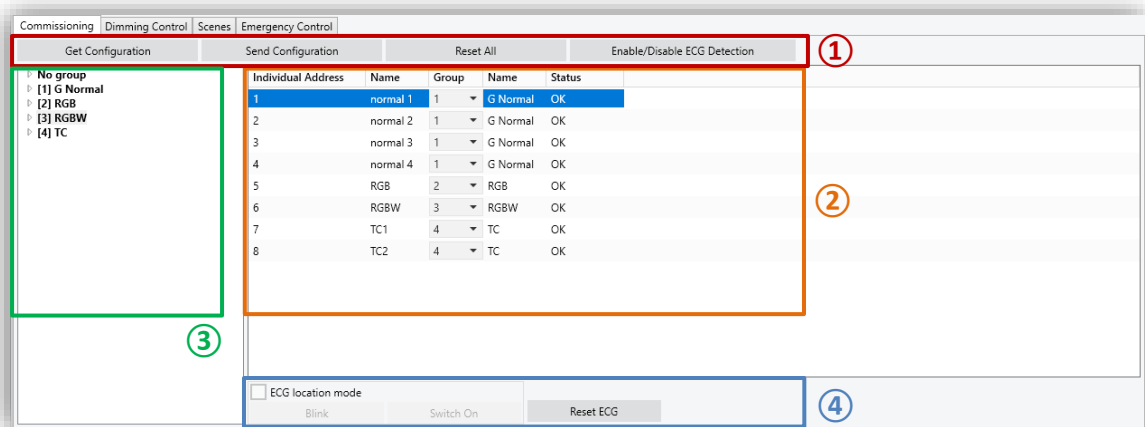 Commissioning Dimming Control Scenes Emergency Control
Get Configuration Send Configuration Reset All Enable/Disable ECG Detection ①
No group
[1] G Normal
[2] RGB
[3] RGBW
[4] TC
③
Individual Address Name Group Name Status
1 normal 1 1 G Normal OK
2 normal 2 1 G Normal OK
3 normal 3 1 G Normal OK
4 normal 4 1 G Normal OK
5 RGB 2 RGB OK
6 RGBW 3 RGBW OK
7 TC1 4 TC OK
8 TC2 4 TC OK
②
ECG location mode
Blink Switch On Reset ECG ④